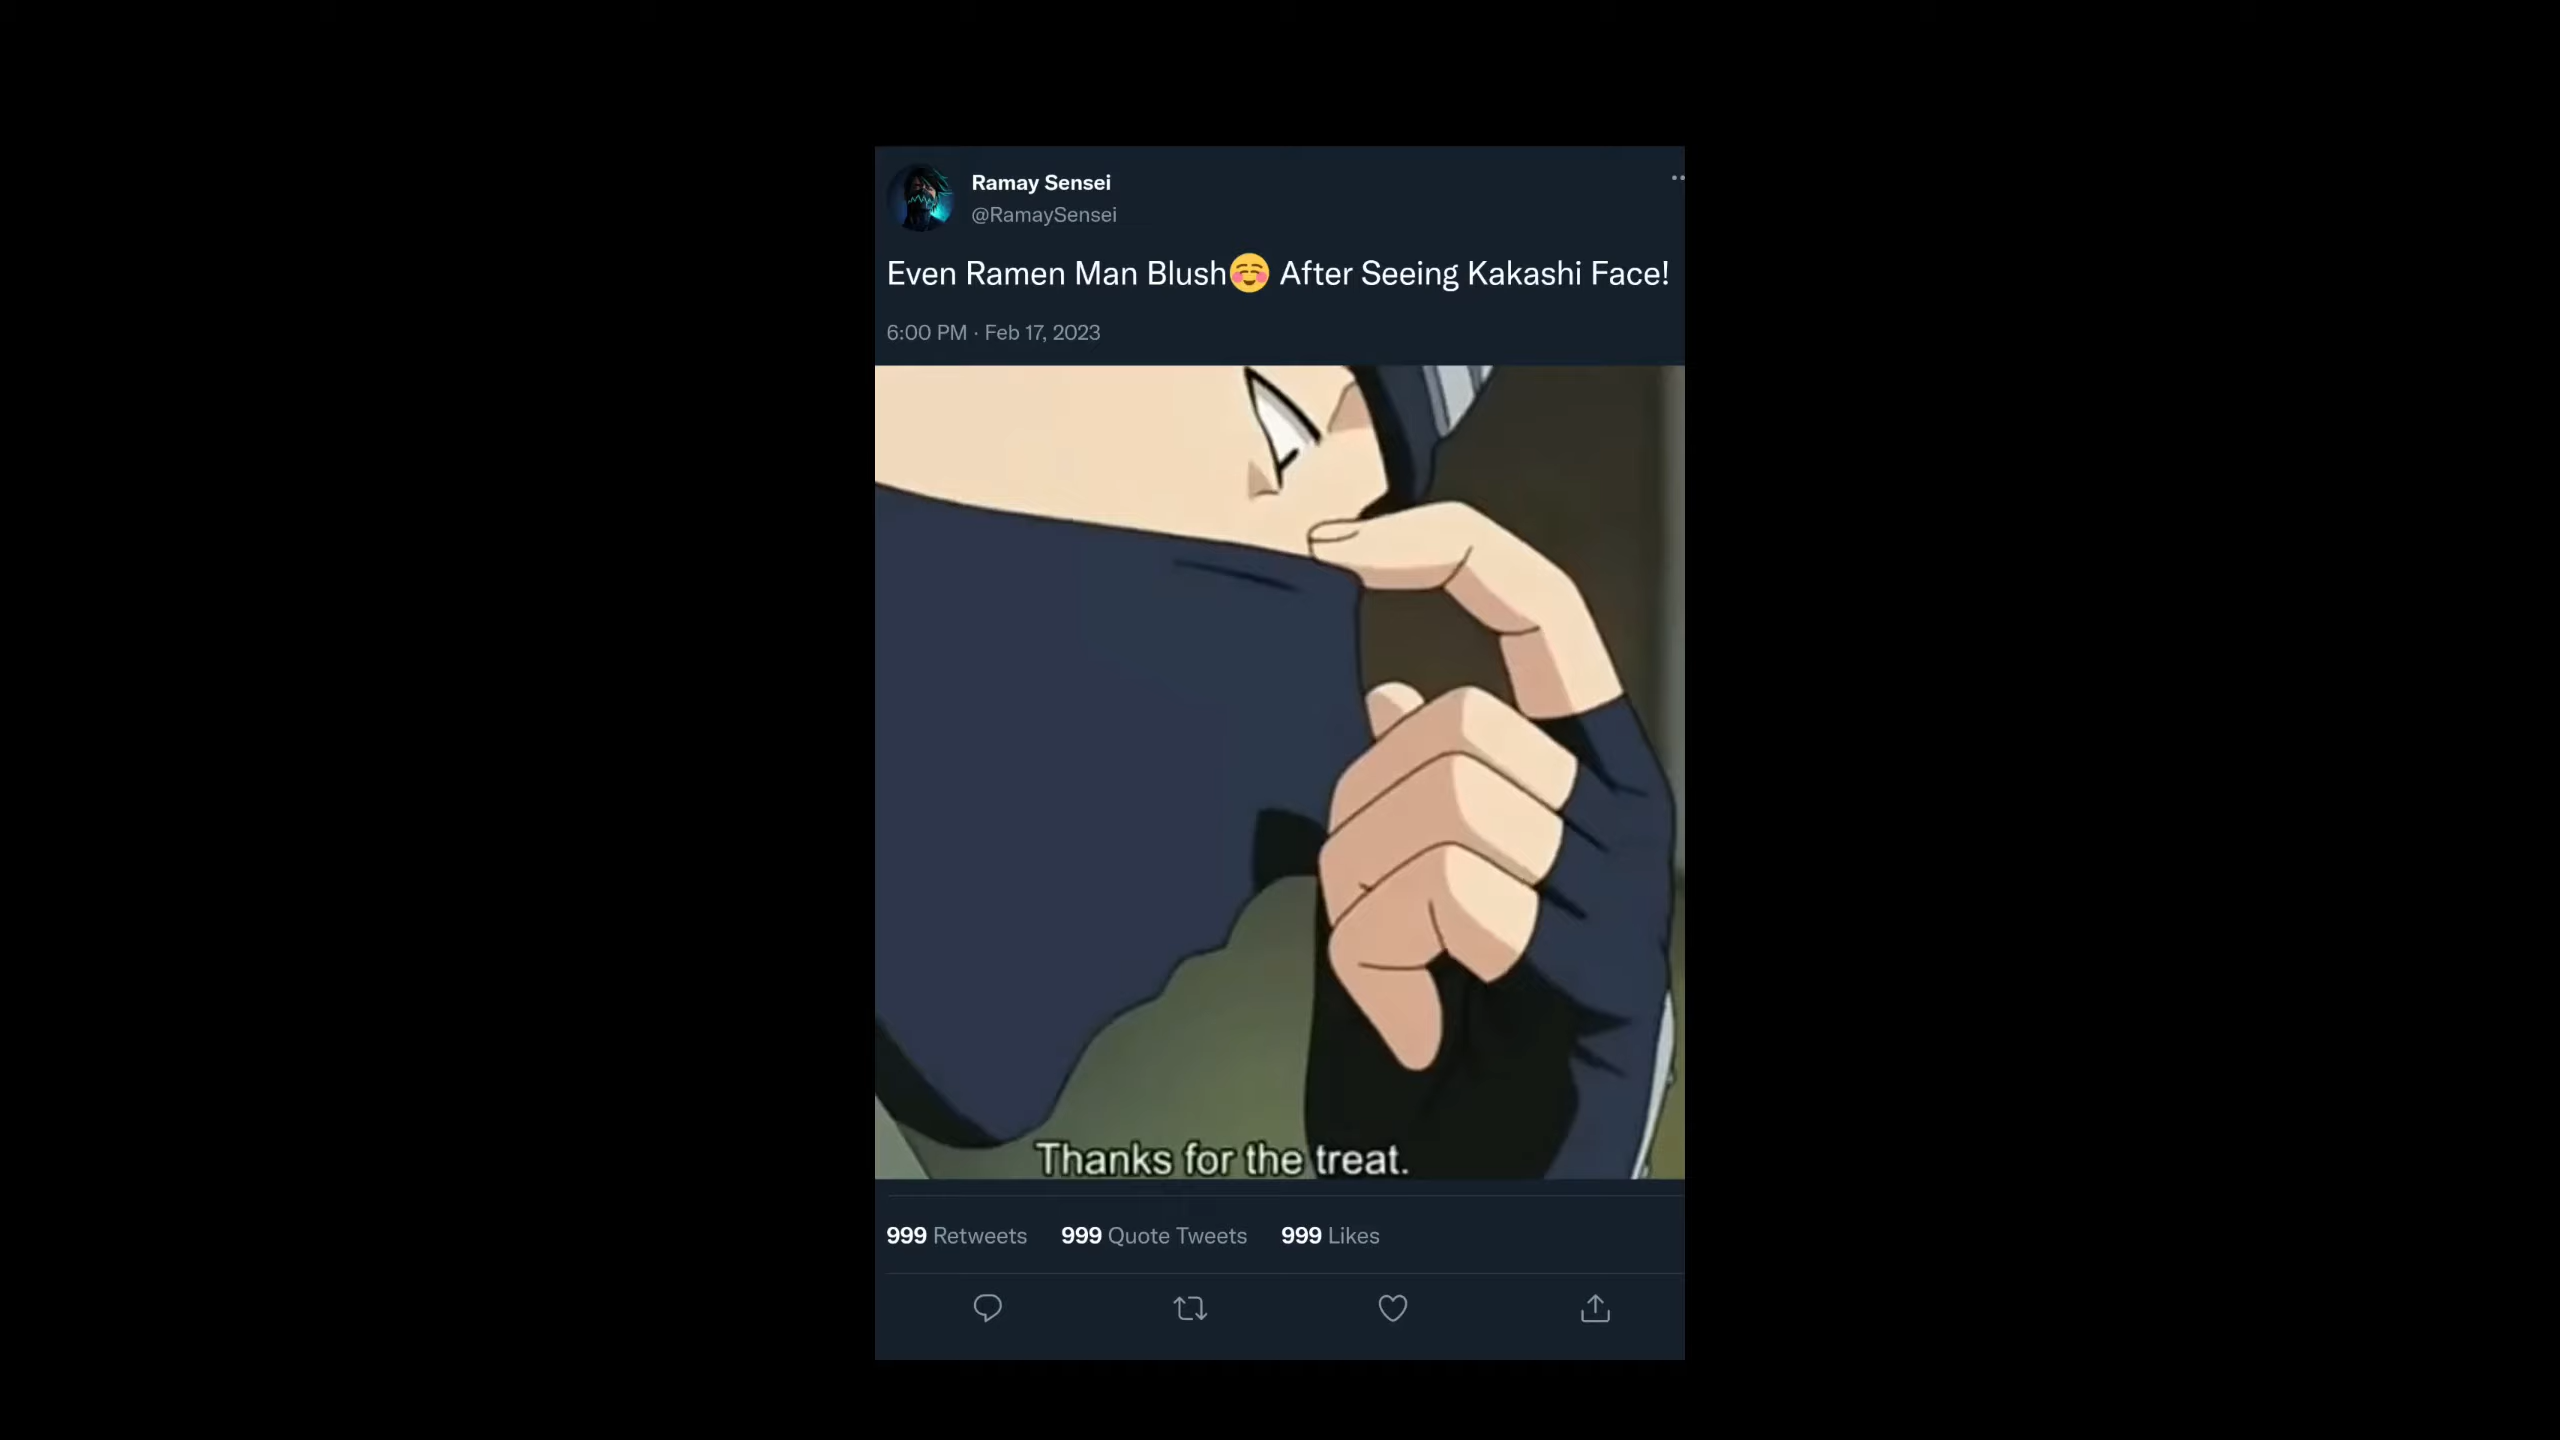 Ramay Sensei
@RamaySensei
Even Ramen Man Blush☺️ After Seeing Kakashi Face!
6:00 PM · Feb 17, 2023
Thanks for the treat.
999 Retweets 999 Quote Tweets 999 Likes